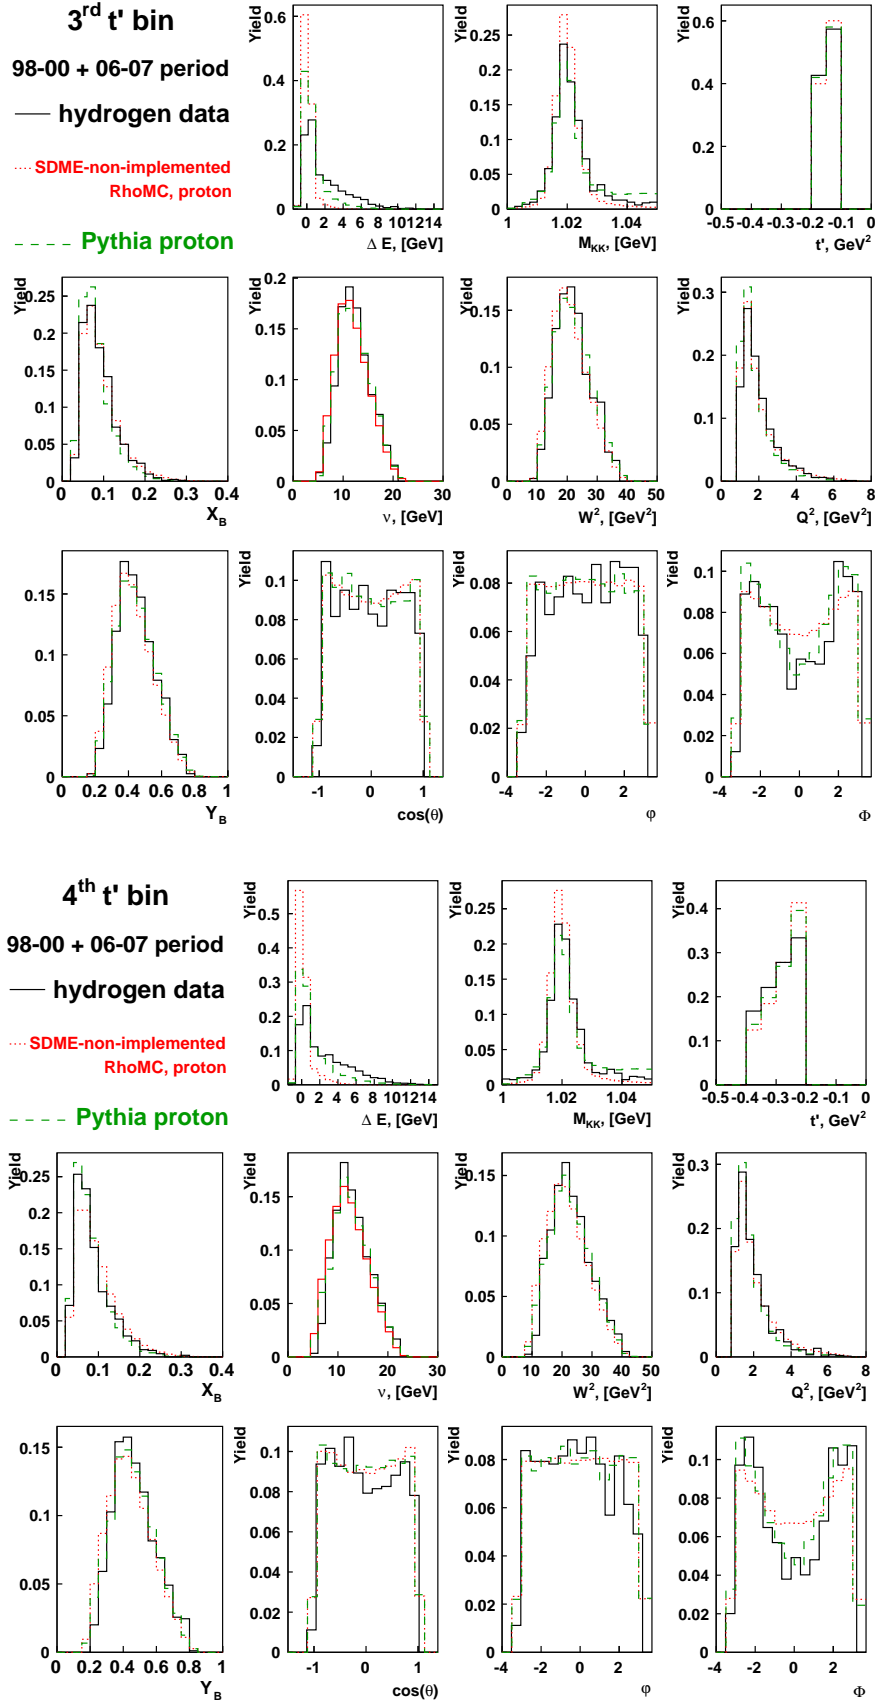 3rd t' bin
98-00 + 06-07 period
hydrogen data
SDME-non-implemented
RhoMC, proton
Pythia proton
Yield
0.6
0.4
0.2
0
0 2 4 6 8 101214
Δ E, [GeV]
Yield
0.25
0.2
0.15
0.1
0.05
0
1 1.02 1.04
M_KK, [GeV]
0.6
0.4
0.2
0
-0.5 -0.4 -0.3 -0.2 -0.1 0
t', GeV²
Yield
0.25
0.2
0.15
0.1
0.05
0
0 0.1 0.2 0.3 0.4
X_B
Yield
0.2
0.15
0.1
0.05
0
0 10 20 30
ν, [GeV]
Yield
0.15
0.1
0.05
0
0 10 20 30 40 50
W², [GeV²]
Yield
0.3
0.2
0.1
0
0 2 4 6 8
Q², [GeV²]
Yield
0.15
0.1
0.05
0
0 0.2 0.4 0.6 0.8 1
Y_B
Yield
0.1
0.08
0.06
0.04
0.02
0
-1 0 1
cos(θ)
Yield
0.08
0.06
0.04
0.02
0
-4 -2 0 2
φ
Yield
0.1
0.08
0.06
0.04
0.02
0
-4 -2 0 2
Φ
4th t' bin
98-00 + 06-07 period
hydrogen data
SDME-non-implemented
RhoMC, proton
Pythia proton
Yield
0.5
0.4
0.3
0.2
0.1
0
0 2 4 6 8 101214
Δ E, [GeV]
Yield
0.25
0.2
0.15
0.1
0.05
0
1 1.02 1.04
M_KK, [GeV]
0.4
0.3
0.2
0.1
0
-0.5 -0.4 -0.3 -0.2 -0.1 0
t', GeV²
Yield
0.25
0.2
0.15
0.1
0.05
0
0 0.1 0.2 0.3 0.4
X_B
Yield
0.15
0.1
0.05
0
0 10 20 30
ν, [GeV]
Yield
0.15
0.1
0.05
0
0 10 20 30 40 50
W², [GeV²]
Yield
0.3
0.2
0.1
0
0 2 4 6 8
Q², [GeV²]
Yield
0.15
0.1
0.05
0
0 0.2 0.4 0.6 0.8 1
Y_B
Yield
0.1
0.08
0.06
0.04
0.02
0
-1 0 1
cos(θ)
Yield
0.08
0.06
0.04
0.02
0
-4 -2 0 2
φ
Yield
0.1
0.08
0.06
0.04
0.02
0
-4 -2 0 2
Φ